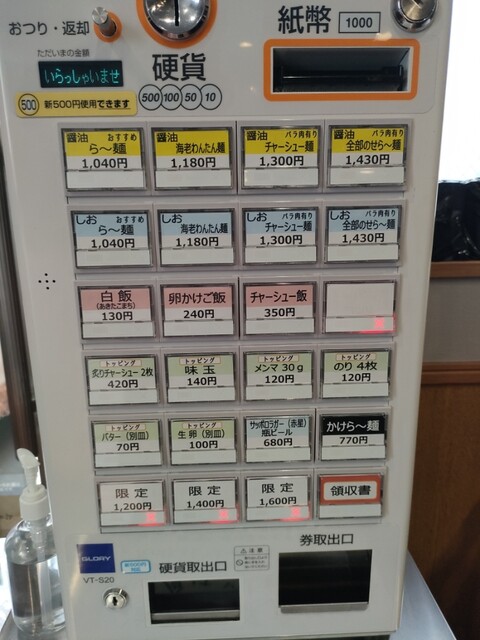 おつり・返却
紙幣 1000
ただいまの金額
いらっしゃいませ
硬貨
500 100 50 10
500 新500円使用できます
醤油 おすすめ
ら〜麺
1,040円
醤油
海老わんたん麺
1,180円
醤油 バラ肉有り
チャーシュー麺
1,300円
醤油 バラ肉有り
全部のせら〜麺
1,430円
しお おすすめ
ら〜麺
1,040円
しお
海老わんたん麺
1,180円
しお バラ肉有り
チャーシュー麺
1,300円
しお バラ肉有り
全部のせら〜麺
1,430円
白飯
(あきたこまち)
130円
卵かけご飯
240円
チャーシュー飯
350円
トッピング
炙りチャーシュー 2枚
420円
トッピング
味玉
140円
トッピング
メンマ 30g
120円
トッピング
のり 4枚
120円
トッピング
バター (別皿)
70円
トッピング
生卵 (別皿)
100円
サッポロラガー (赤星)
瓶ビール
680円
かけら〜麺
770円
限定
1,200円
限定
1,400円
限定
1,600円
領収書
GLORY
VT-S20
硬貨取出口
注意
券取出口